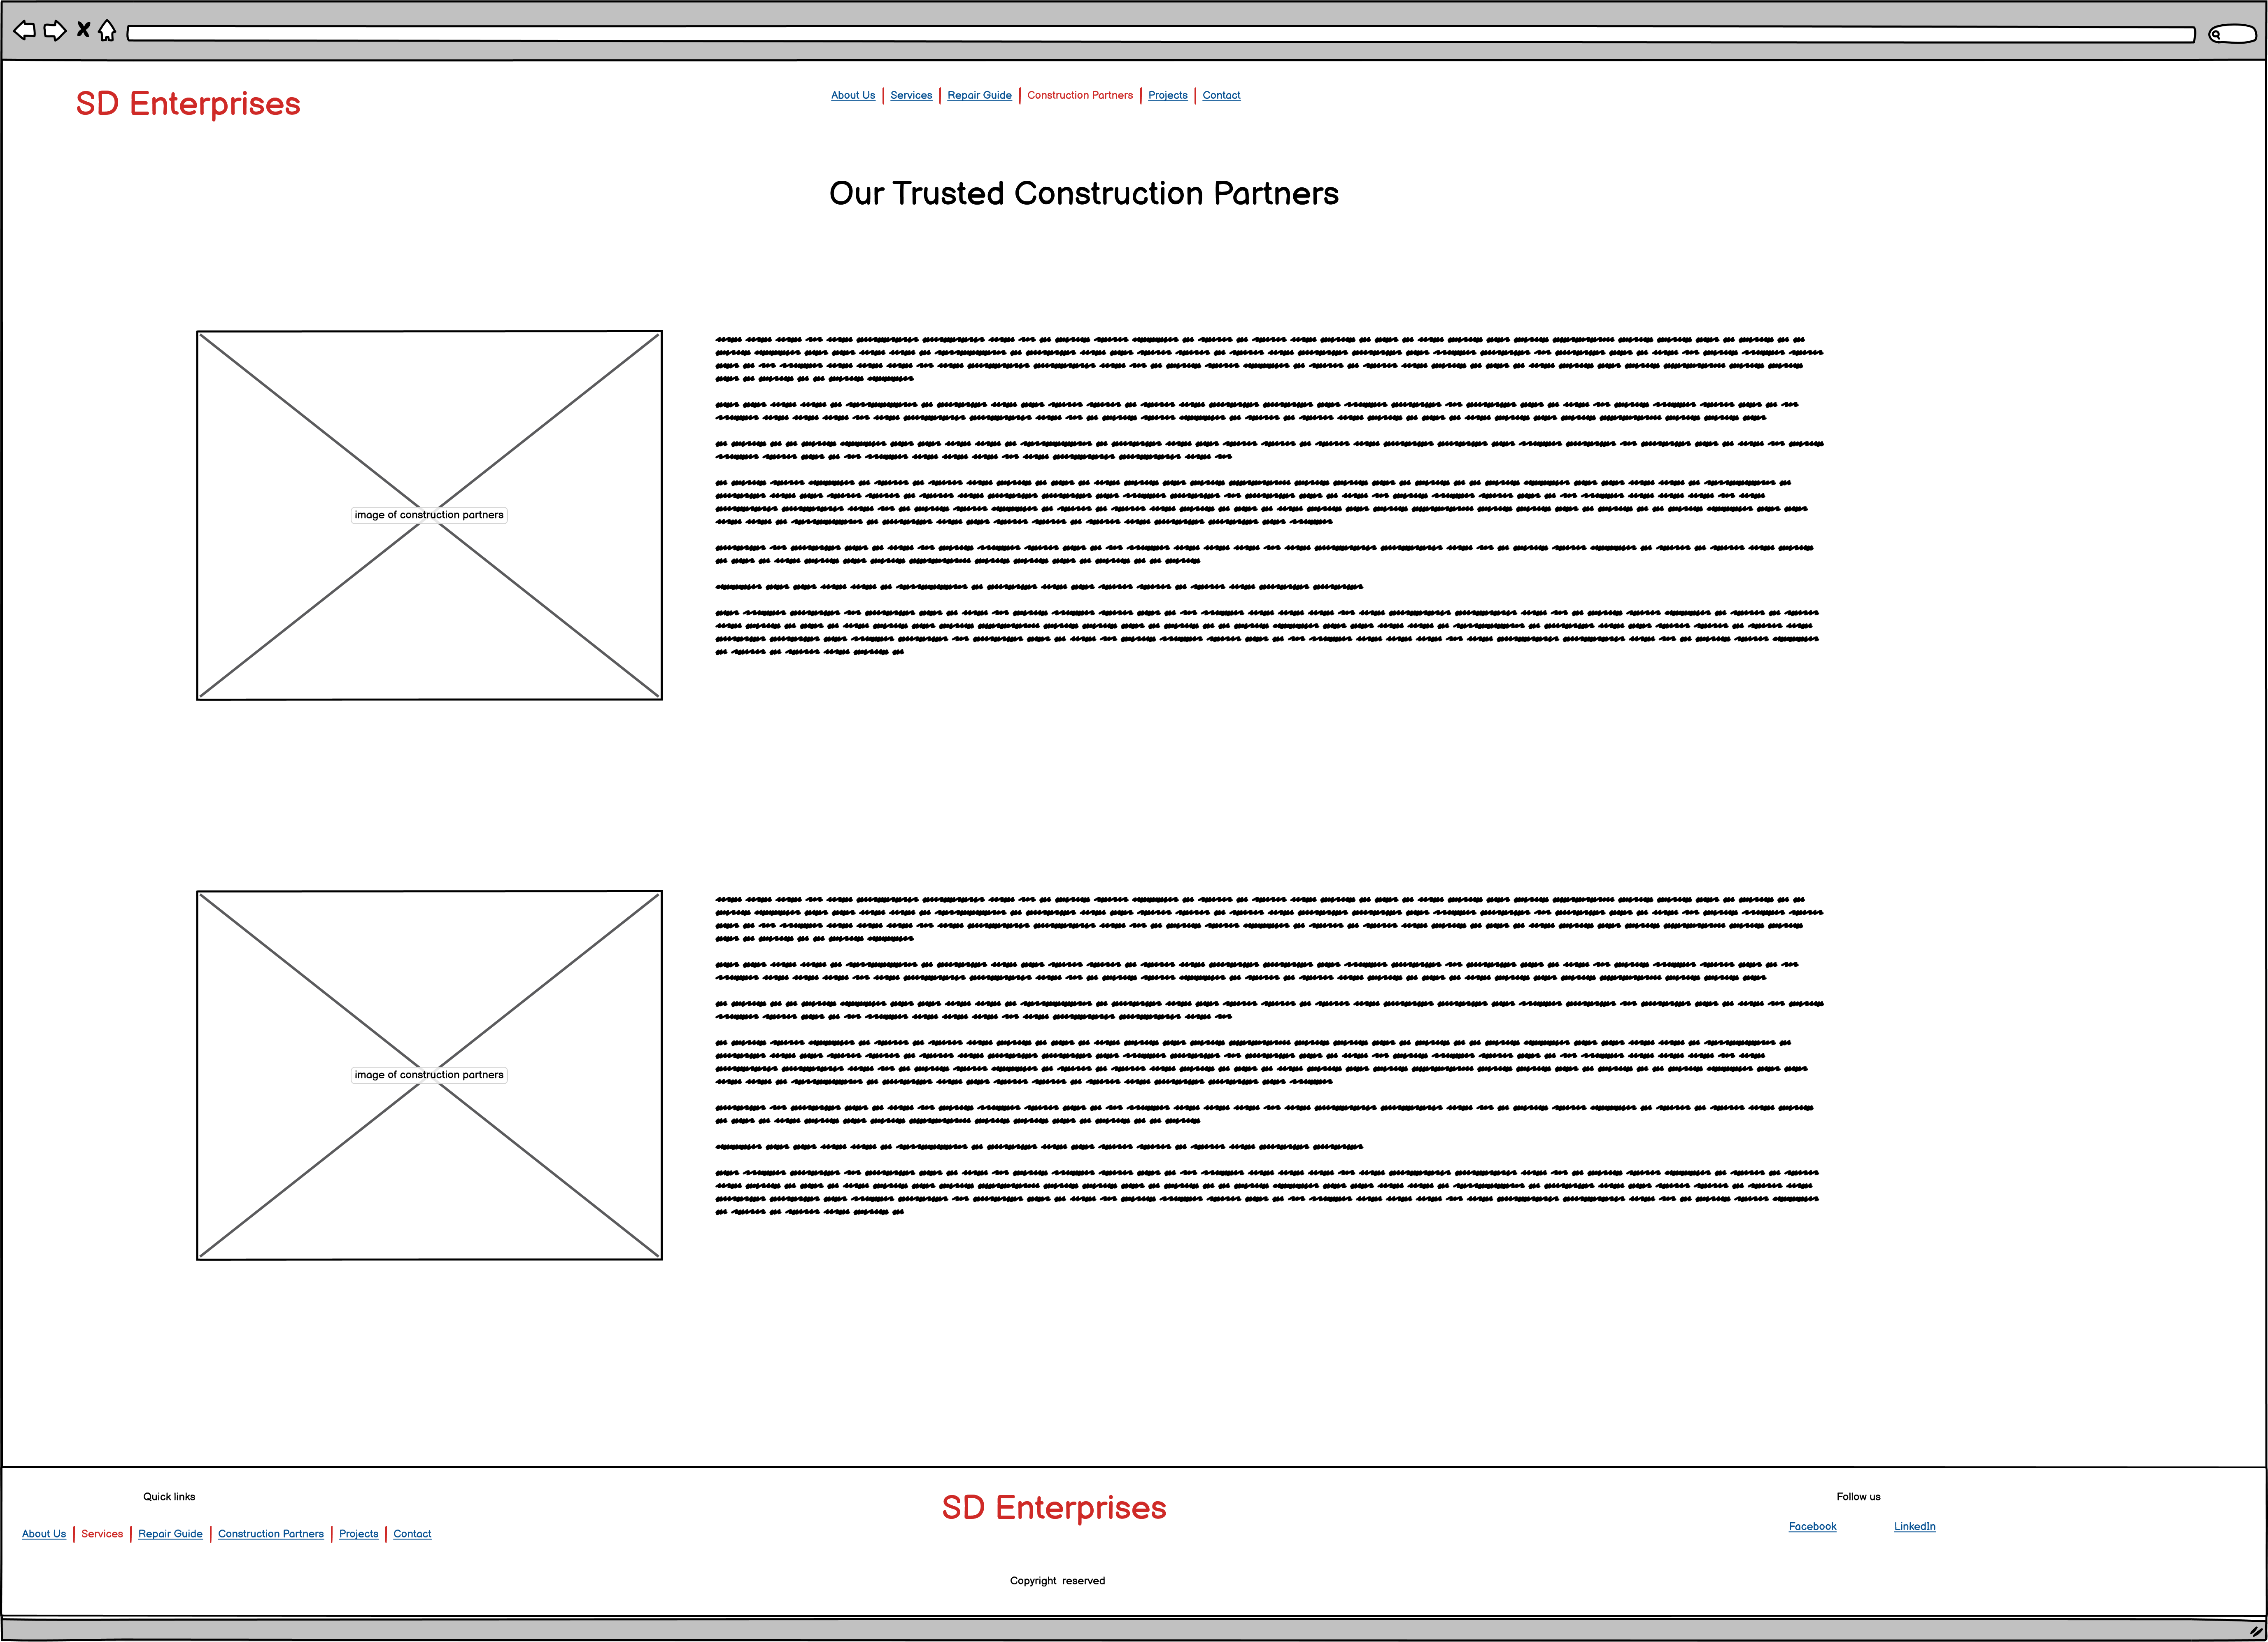 SD Enterprises
About Us | Services | Repair Guide | Construction Partners | Projects | Contact
Our Trusted Construction Partners
image of construction partners
image of construction partners
Quick links
About Us | Services | Repair Guide | Construction Partners | Projects | Contact
SD Enterprises
Copyright reserved
Follow us
Facebook LinkedIn